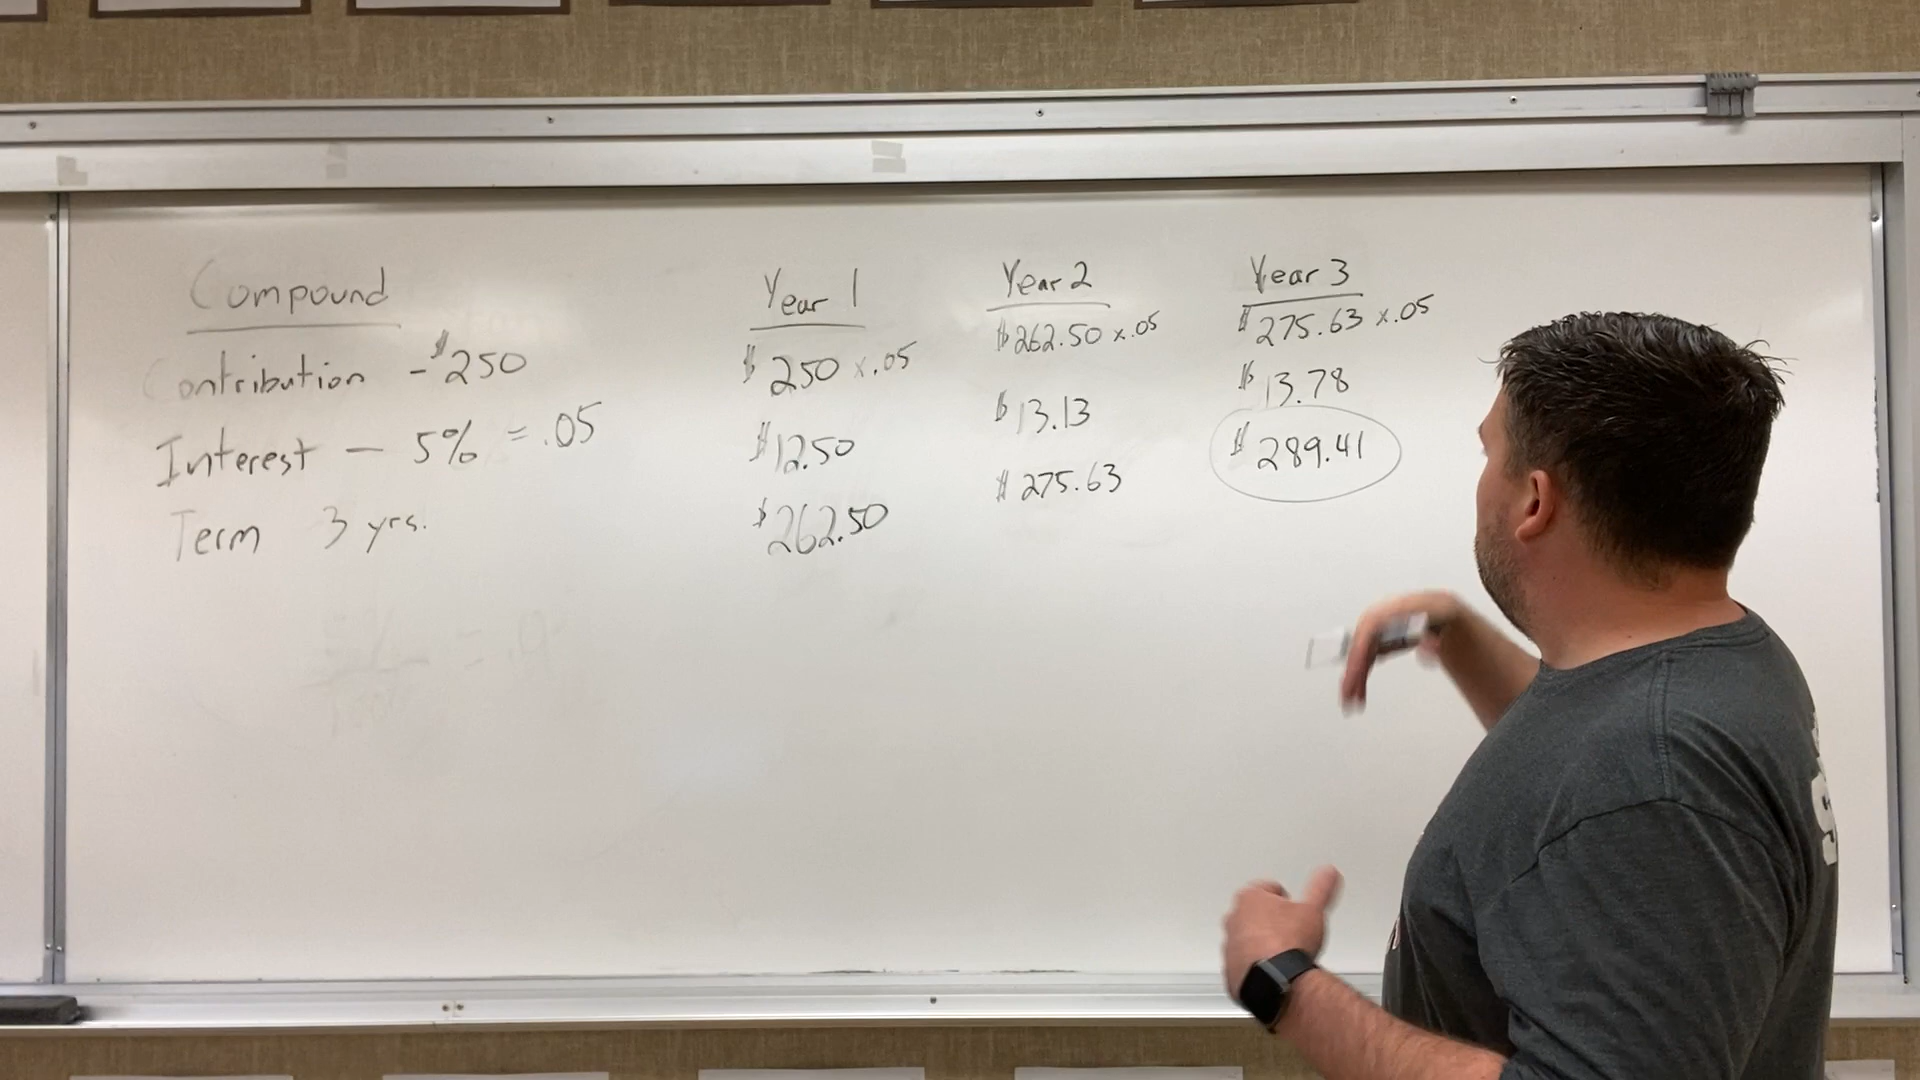 Compound
Contribution - $250
Interest - 5% = .05
Term 3 yrs.
Year 1
$250 x .05
$12.50
$262.50
Year 2
$262.50 x .05
$13.13
$275.63
Year 3
$275.63 x .05
$13.78
$289.41